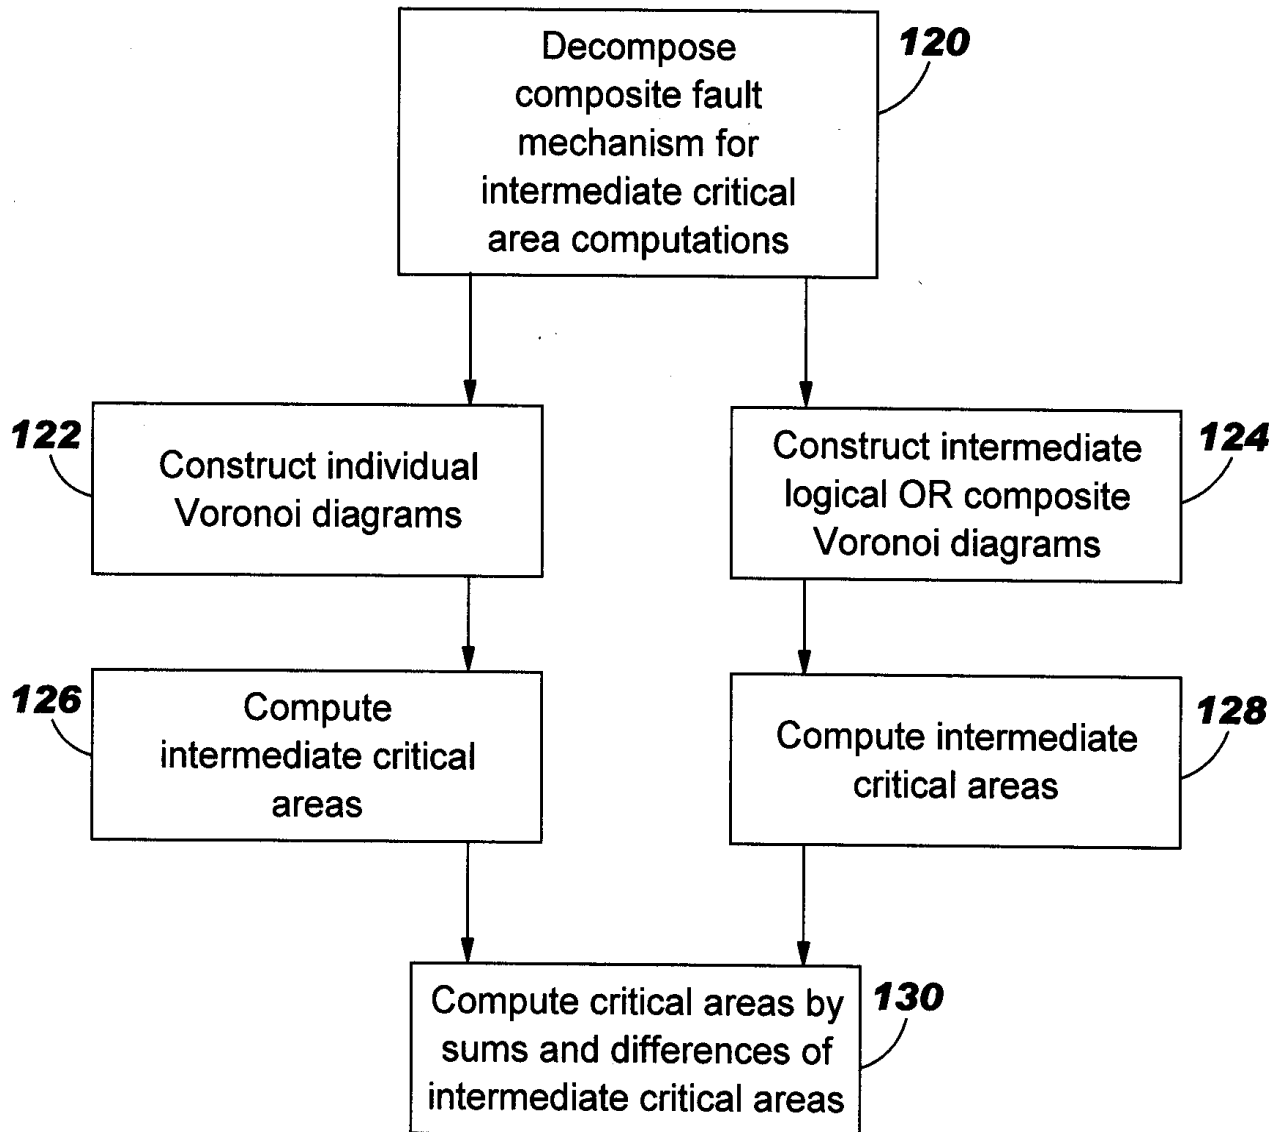 Decompose
composite fault
mechanism for
intermediate critical
area computations
120
122
Construct individual
Voronoi diagrams
Construct intermediate
logical OR composite
Voronoi diagrams
124
126
Compute
intermediate critical
areas
Compute intermediate
critical areas
128
Compute critical areas by
sums and differences of
intermediate critical areas
130